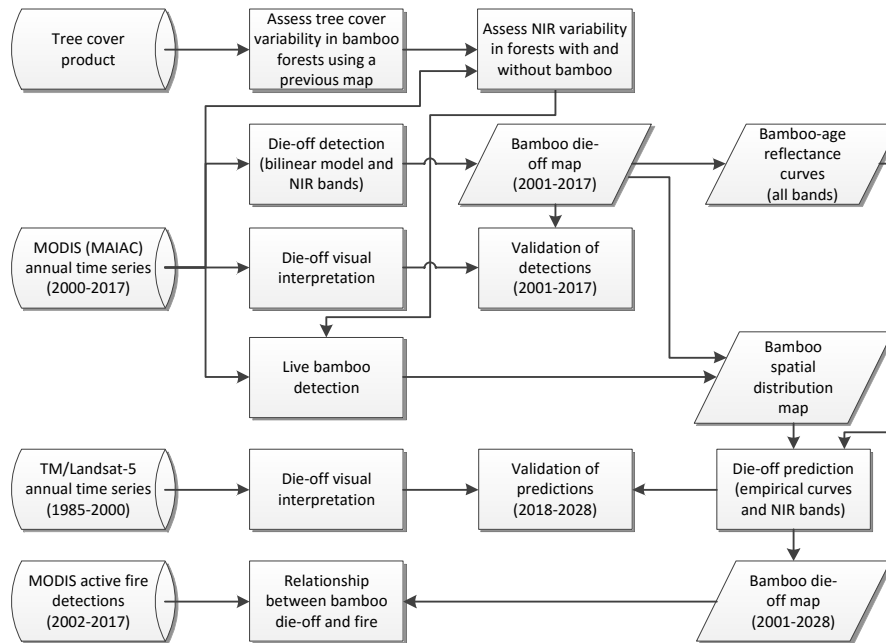 Tree cover
product
Assess tree cover
variability in bamboo
forests using a
previous map
Assess NIR variability
in forests with and
without bamboo
Die-off detection
(bilinear model and
NIR bands)
Bamboo die-
off map
(2001-2017)
Bamboo-age
reflectance
curves
(all bands)
MODIS (MAIAC)
annual time series
(2000-2017)
Die-off visual
interpretation
Validation of
detections
(2001-2017)
Live bamboo
detection
Bamboo
spatial
distribution
map
TM/Landsat-5
annual time series
(1985-2000)
Die-off visual
interpretation
Validation of
predictions
(2018-2028)
Die-off prediction
(empirical curves
and NIR bands)
MODIS active fire
detections
(2002-2017)
Relationship
between bamboo
die-off and fire
Bamboo die-
off map
(2001-2028)